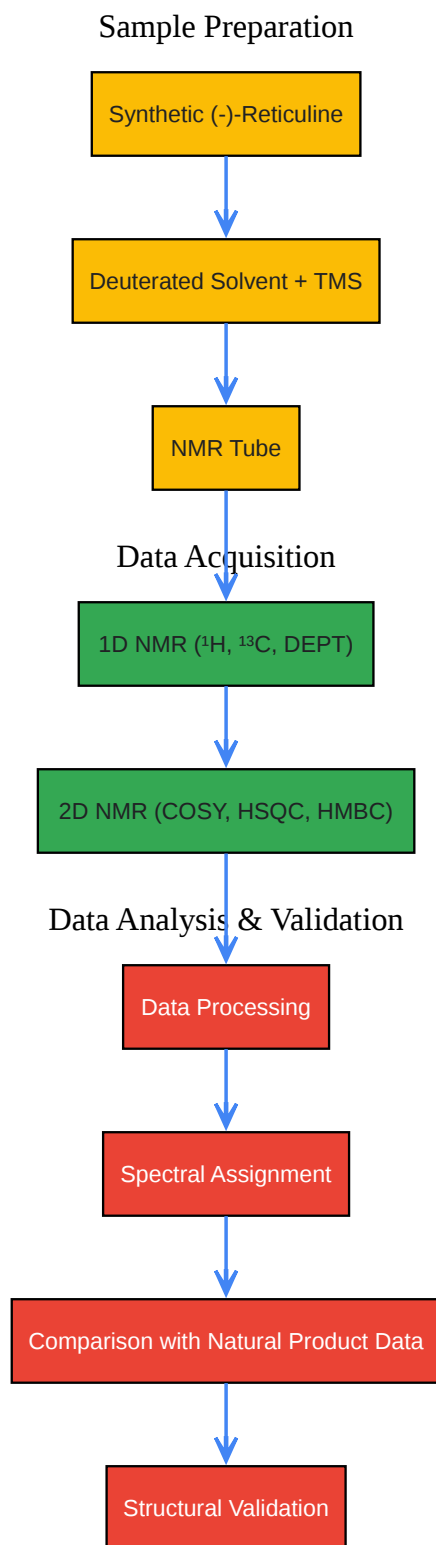 Sample Preparation
Synthetic (-)-Reticuline
Deuterated Solvent + TMS
NMR Tube
Data Acquisition
1D NMR (¹H, ¹³C, DEPT)
2D NMR (COSY, HSQC, HMBC)
Data Analysis & Validation
Data Processing
Spectral Assignment
Comparison with Natural Product Data
Structural Validation